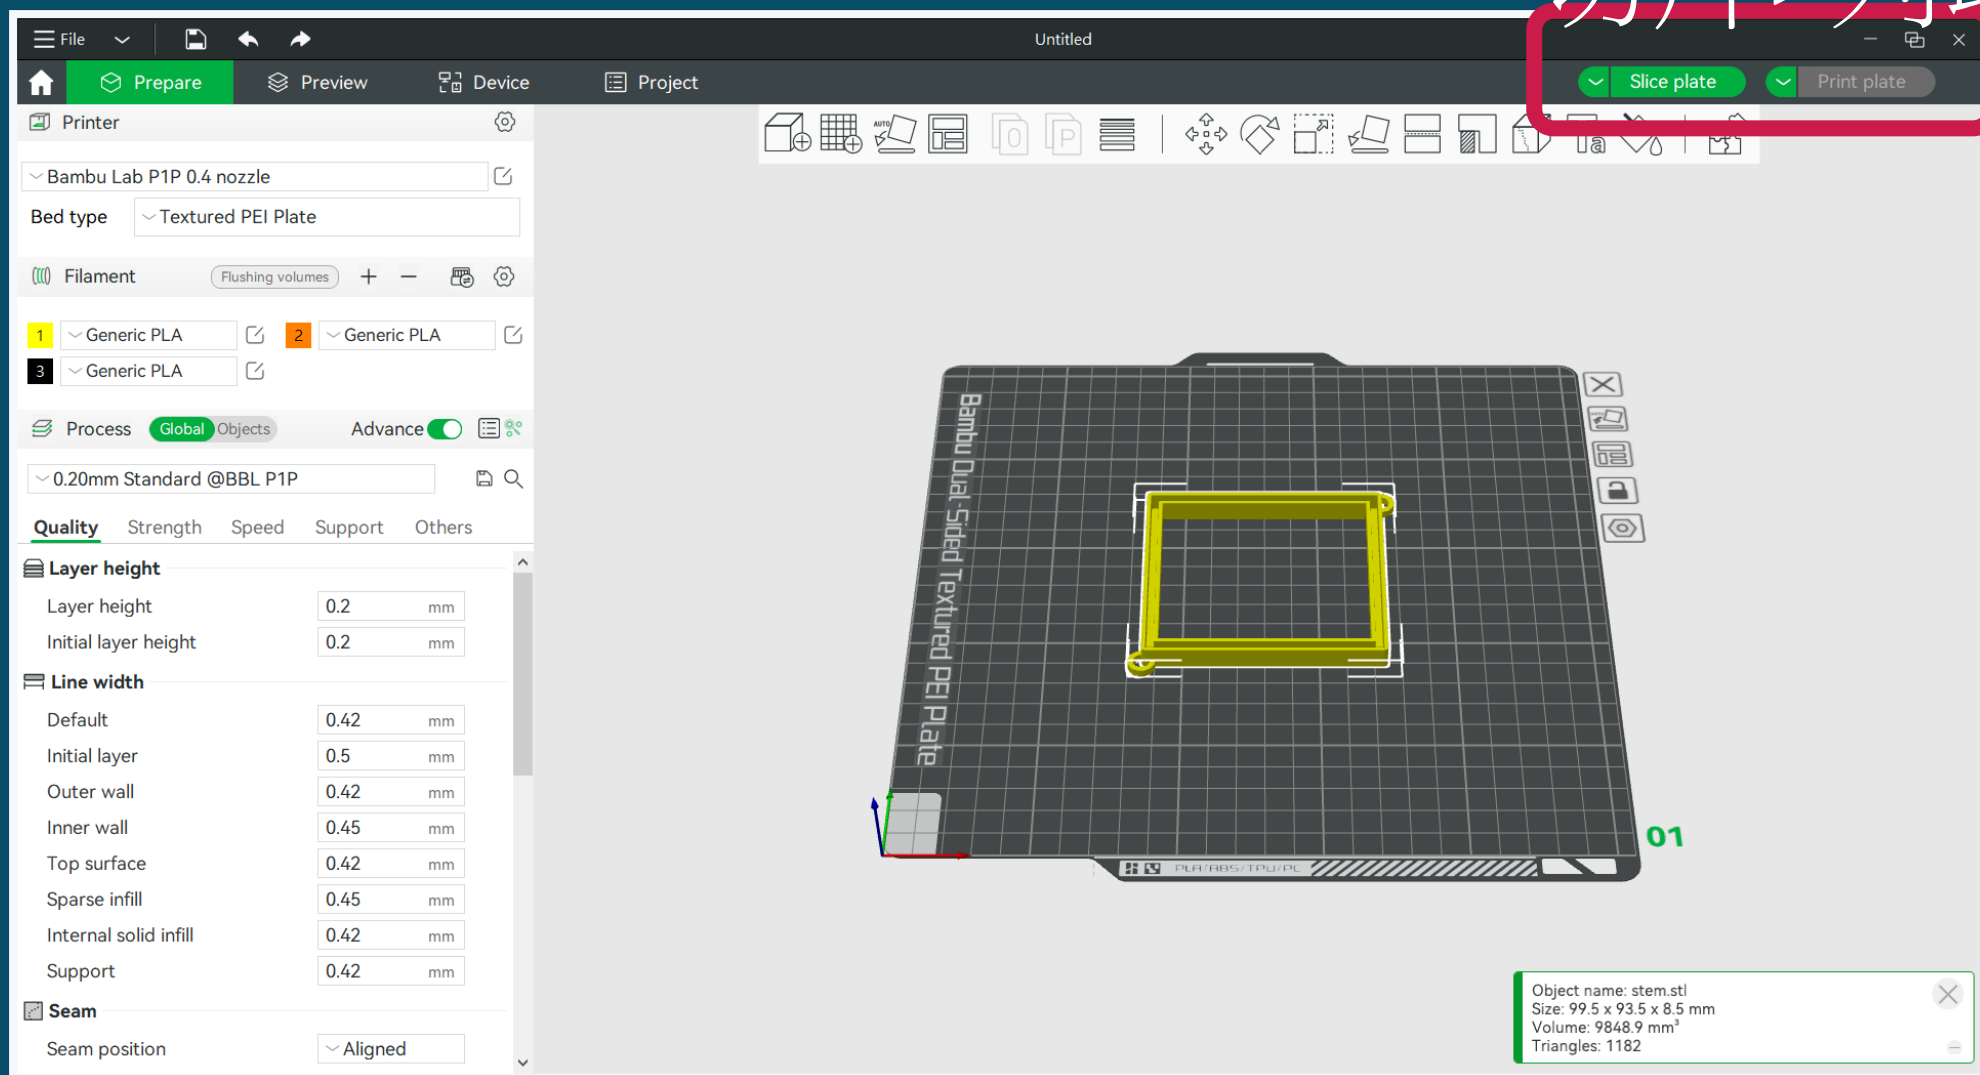 File
Untitled
Prepare
Preview
Device
Project
Slice plate
Print plate
Printer
Bambu Lab P1P 0.4 nozzle
Bed type
Textured PEI Plate
Filament
Flushing volumes
1
Generic PLA
2
Generic PLA
3
Generic PLA
Process
Global
Objects
Advance
0.20mm Standard @BBL P1P
Quality
Strength
Speed
Support
Others
Layer height
Layer height 0.2 mm
Initial layer height 0.2 mm
Line width
Default 0.42 mm
Initial layer 0.5 mm
Outer wall 0.42 mm
Inner wall 0.45 mm
Top surface 0.42 mm
Sparse infill 0.45 mm
Internal solid infill 0.42 mm
Support 0.42 mm
Seam
Seam position Aligned
AUTO
Bambu Dual-Sided Textured PEI Plate
PLA/ABS/TPU/PC
01
Object name: stem.stl
Size: 99.5 x 93.5 x 8.5 mm
Volume: 9848.9 mm³
Triangles: 1182